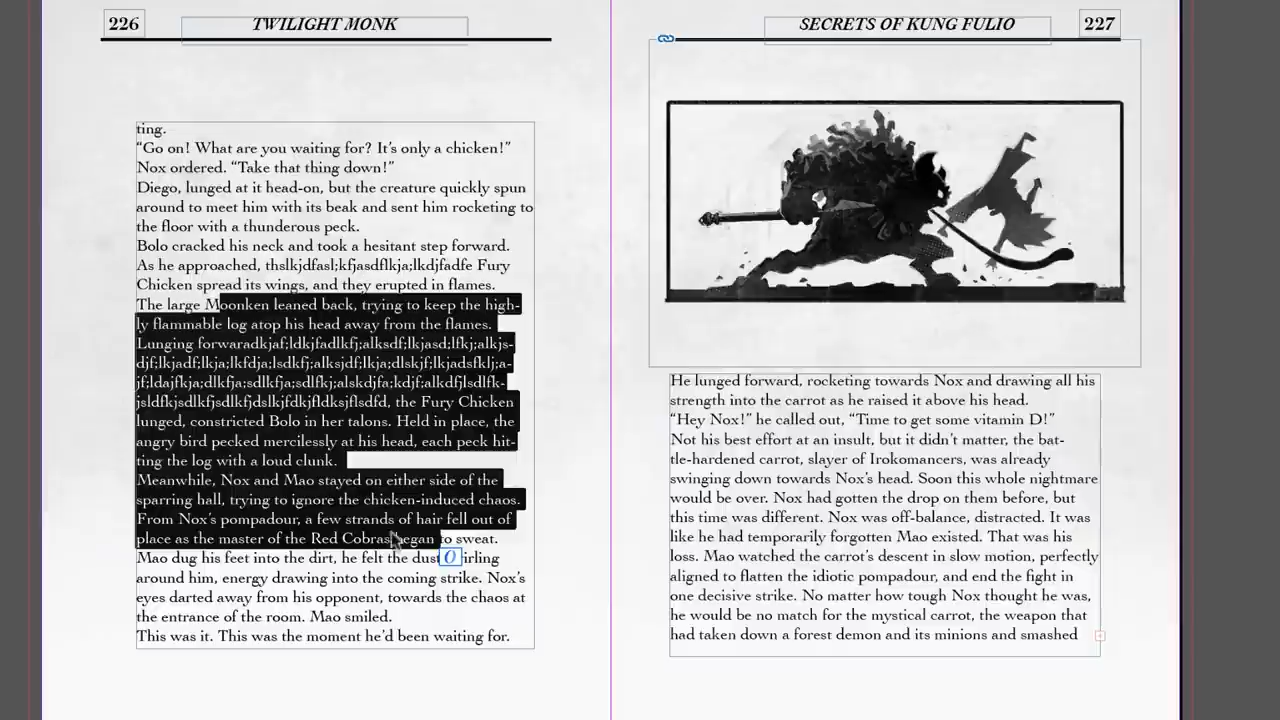 226
TWILIGHT MONK
ting.
“Go on! What are you waiting for? It’s only a chicken!”
Nox ordered. “Take that thing down!”
Diego, lunged at it head-on, but the creature quickly spun
around to meet him with its beak and sent him rocketing to
the floor with a thunderous peck.
Bolo cracked his neck and took a hesitant step forward.
As he approached, thslkjdfasl;kfjasdflkja;lkdjfadfe Fury
Chicken spread its wings, and they erupted in flames.
The large Moonken leaned back, trying to keep the high-
ly flammable log atop his head away from the flames.
Lunging forwaradkjaf;ldkjfadlkfj;alksdf;lkjasd;lfkj;alkjs-
djf;lkjadf;lkja;lkfdja;lsdkfj;alksjdf;lkja;dlskjf;lkjadsfklj;a-
jf;ldajfkja;dlkfja;sdlkfja;sdlfkj;alskdjfa;kdjf;alkdfjlsdlfk-
jsldfkjsdlkfjsdlkfjdslkjfdkjfldksjflsdfd, the Fury Chicken
lunged, constricted Bolo in her talons. Held in place, the
angry bird pecked mercilessly at his head, each peck hit-
ting the log with a loud clunk.
Meanwhile, Nox and Mao stayed on either side of the
sparring hall, trying to ignore the chicken-induced chaos.
From Nox’s pompadour, a few strands of hair fell out of
place as the master of the Red Cobras began to sweat.
Mao dug his feet into the dirt, he felt the dust O irling
around him, energy drawing into the coming strike. Nox’s
eyes darted away from his opponent, towards the chaos at
the entrance of the room. Mao smiled.
This was it. This was the moment he’d been waiting for.
SECRETS OF KUNG FULIO
227
He lunged forward, rocketing towards Nox and drawing all his
strength into the carrot as he raised it above his head.
“Hey Nox!” he called out, “Time to get some vitamin D!”
Not his best effort at an insult, but it didn’t matter, the bat-
tle-hardened carrot, slayer of Irokomancers, was already
swinging down towards Nox’s head. Soon this whole nightmare
would be over. Nox had gotten the drop on them before, but
this time was different. Nox was off-balance, distracted. It was
like he had temporarily forgotten Mao existed. That was his
loss. Mao watched the carrot’s descent in slow motion, perfectly
aligned to flatten the idiotic pompadour, and end the fight in
one decisive strike. No matter how tough Nox thought he was,
he would be no match for the mystical carrot, the weapon that
had taken down a forest demon and its minions and smashed